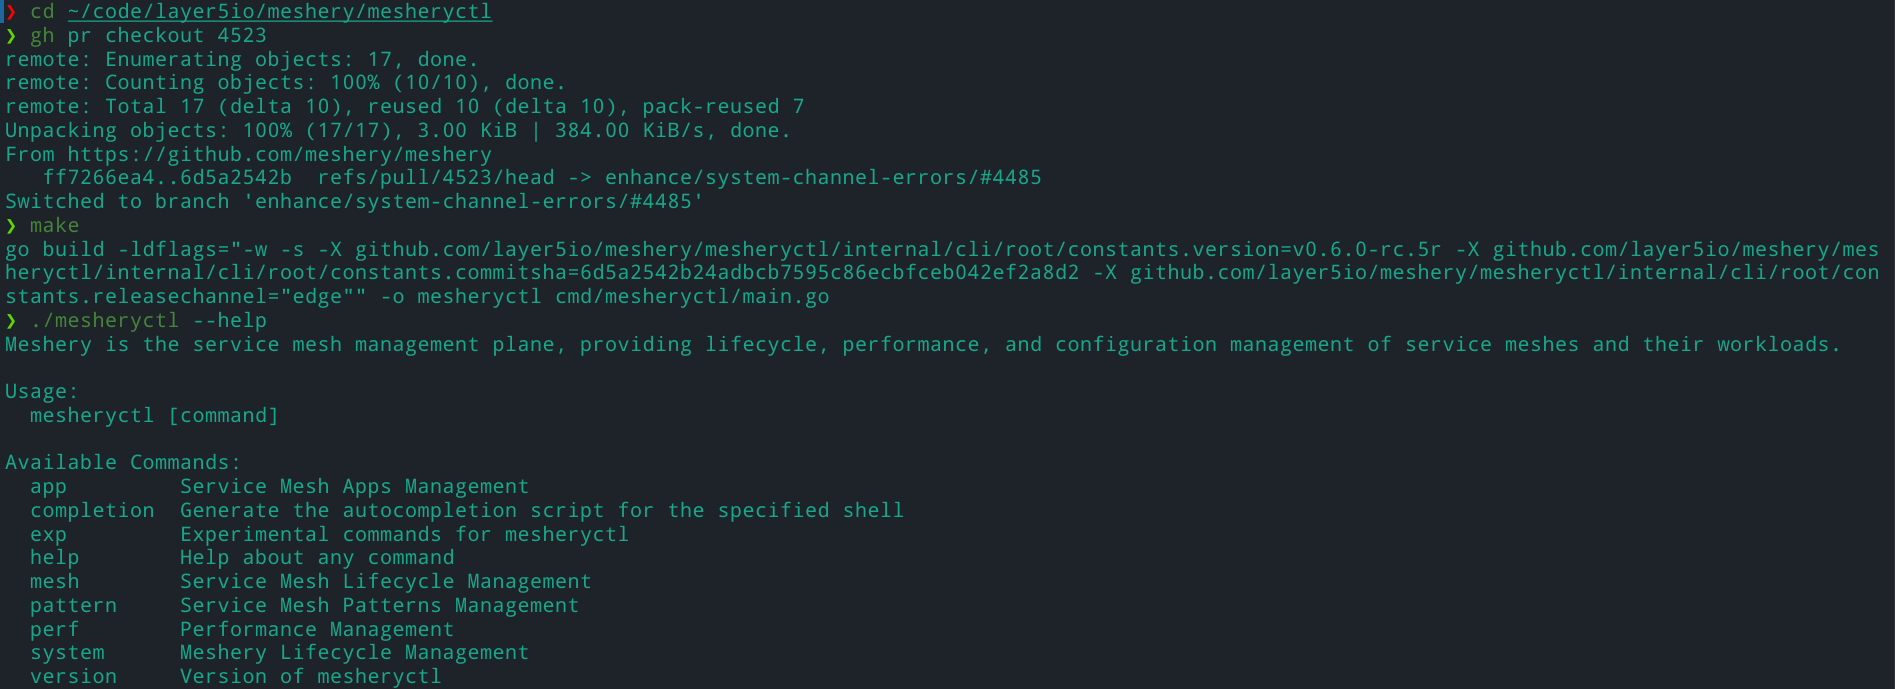 ❯ cd ~/code/layer5io/meshery/mesheryctl
❯ gh pr checkout 4523
remote: Enumerating objects: 17, done.
remote: Counting objects: 100% (10/10), done.
remote: Total 17 (delta 10), reused 10 (delta 10), pack-reused 7
Unpacking objects: 100% (17/17), 3.00 KiB | 384.00 KiB/s, done.
From https://github.com/meshery/meshery
   ff7266ea4..6d5a2542b  refs/pull/4523/head -> enhance/system-channel-errors/#4485
Switched to branch 'enhance/system-channel-errors/#4485'
❯ make
go build -ldflags="-w -s -X github.com/layer5io/meshery/mesheryctl/internal/cli/root/constants.version=v0.6.0-rc.5r -X github.com/layer5io/meshery/mes
heryctl/internal/cli/root/constants.commitsha=6d5a2542b24adbcb7595c86ecbfceb042ef2a8d2 -X github.com/layer5io/meshery/mesheryctl/internal/cli/root/con
stants.releasechannel="edge"" -o mesheryctl cmd/mesheryctl/main.go
❯ ./mesheryctl --help
Meshery is the service mesh management plane, providing lifecycle, performance, and configuration management of service meshes and their workloads.

Usage:
  mesheryctl [command]

Available Commands:
  app         Service Mesh Apps Management
  completion  Generate the autocompletion script for the specified shell
  exp         Experimental commands for mesheryctl
  help        Help about any command
  mesh        Service Mesh Lifecycle Management
  pattern     Service Mesh Patterns Management
  perf        Performance Management
  system      Meshery Lifecycle Management
  version     Version of mesheryctl